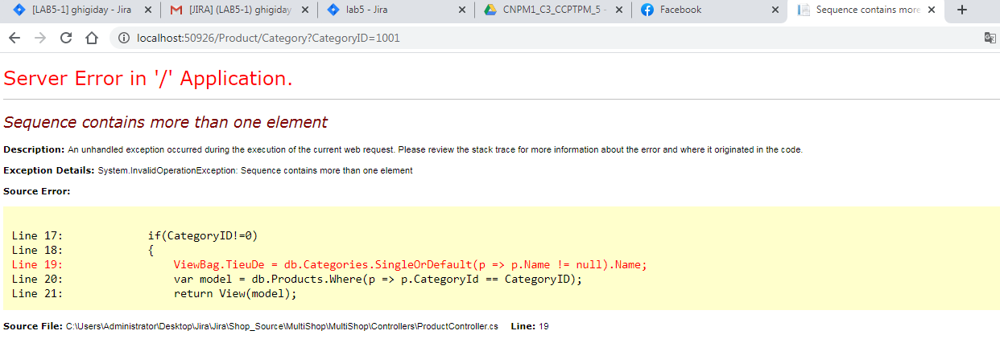 [LAB5-1] ghigiday - Jira
[JIRA] (LAB5-1) ghigiday
lab5 - Jira
CNPM1_C3_CCPTPM_5 -
Facebook
Sequence contains more
localhost:50926/Product/Category?CategoryID=1001
Server Error in '/' Application.
Sequence contains more than one element
Description: An unhandled exception occurred during the execution of the current web request. Please review the stack trace for more information about the error and where it originated in the code.
Exception Details: System.InvalidOperationException: Sequence contains more than one element
Source Error:
Line 17:             if(CategoryID!=0)
Line 18:             {
Line 19:                 ViewBag.TieuDe = db.Categories.SingleOrDefault(p => p.Name != null).Name;
Line 20:                 var model = db.Products.Where(p => p.CategoryId == CategoryID);
Line 21:                 return View(model);
Source File: C:\Users\Administrator\Desktop\Jira\Jira\Shop_Source\MultiShop\MultiShop\Controllers\ProductController.cs    Line: 19